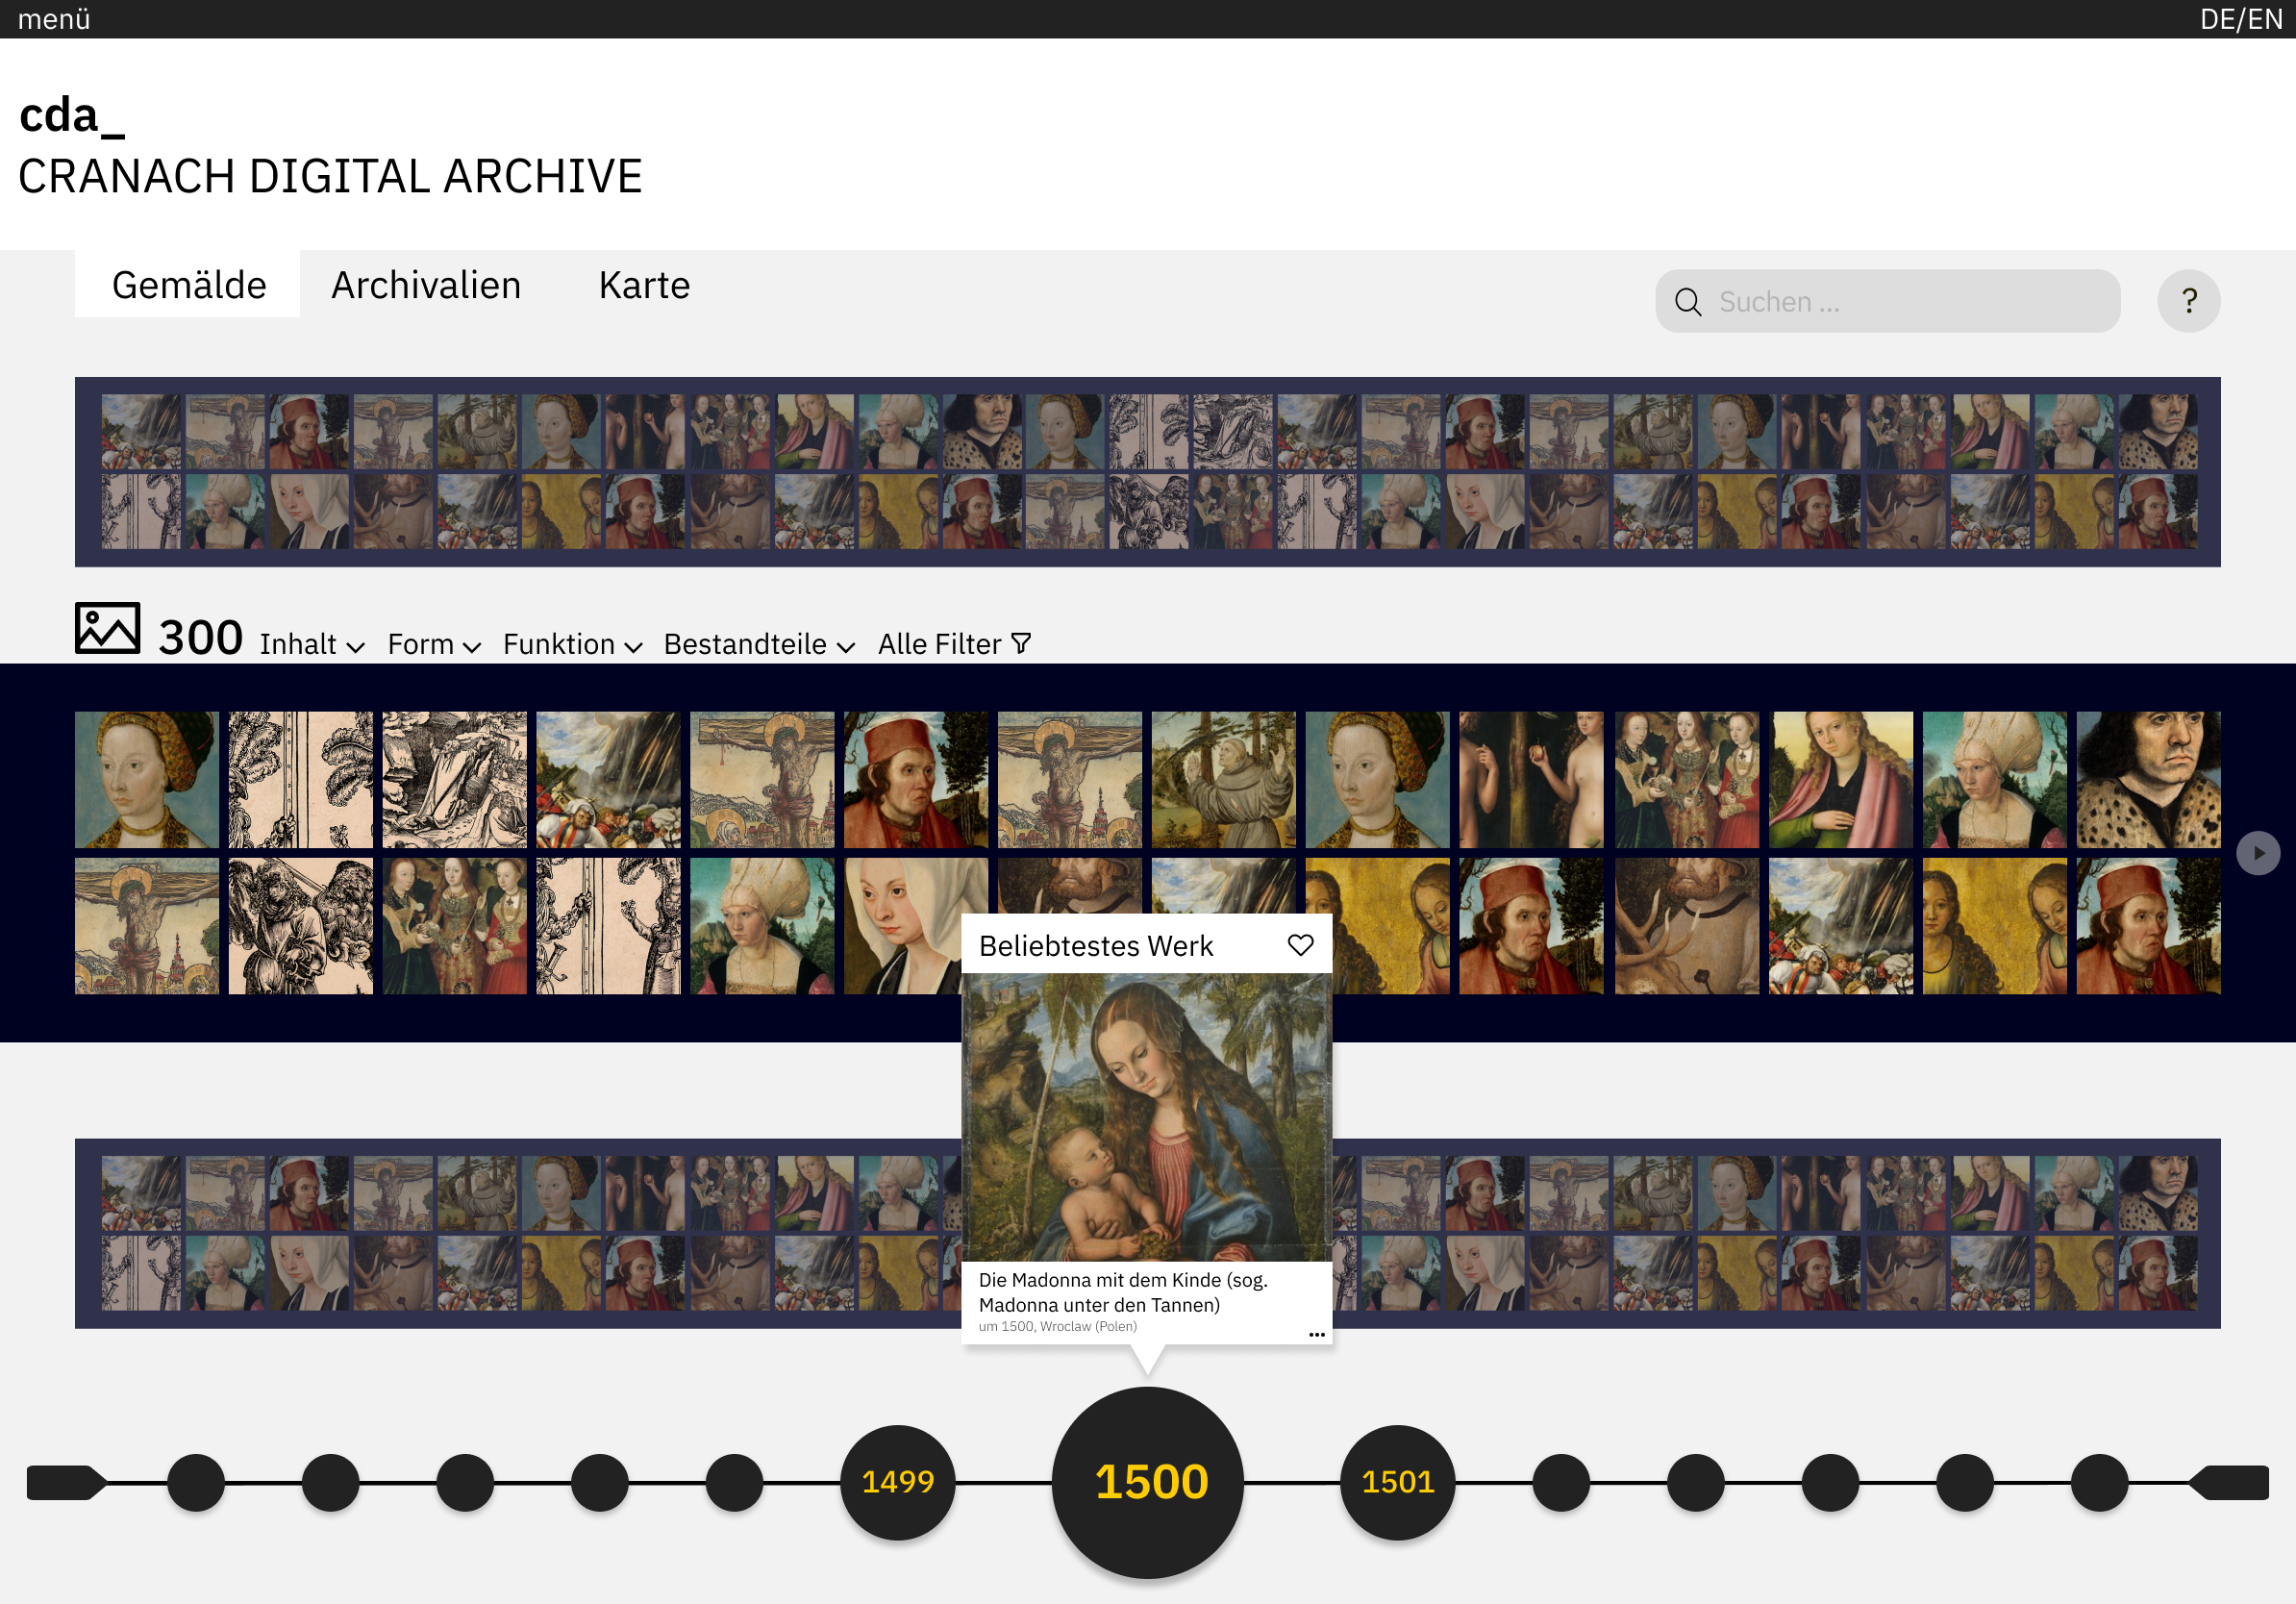 menü
DE/EN
cda_
CRANACH DIGITAL ARCHIVE
Gemälde
Archivalien
Karte
Suchen ...
?
300
Inhalt
Form
Funktion
Bestandteile
Alle Filter
Beliebtestes Werk
Die Madonna mit dem Kinde (sog.
Madonna unter den Tannen)
um 1500, Wroclaw (Polen)
1499
1500
1501